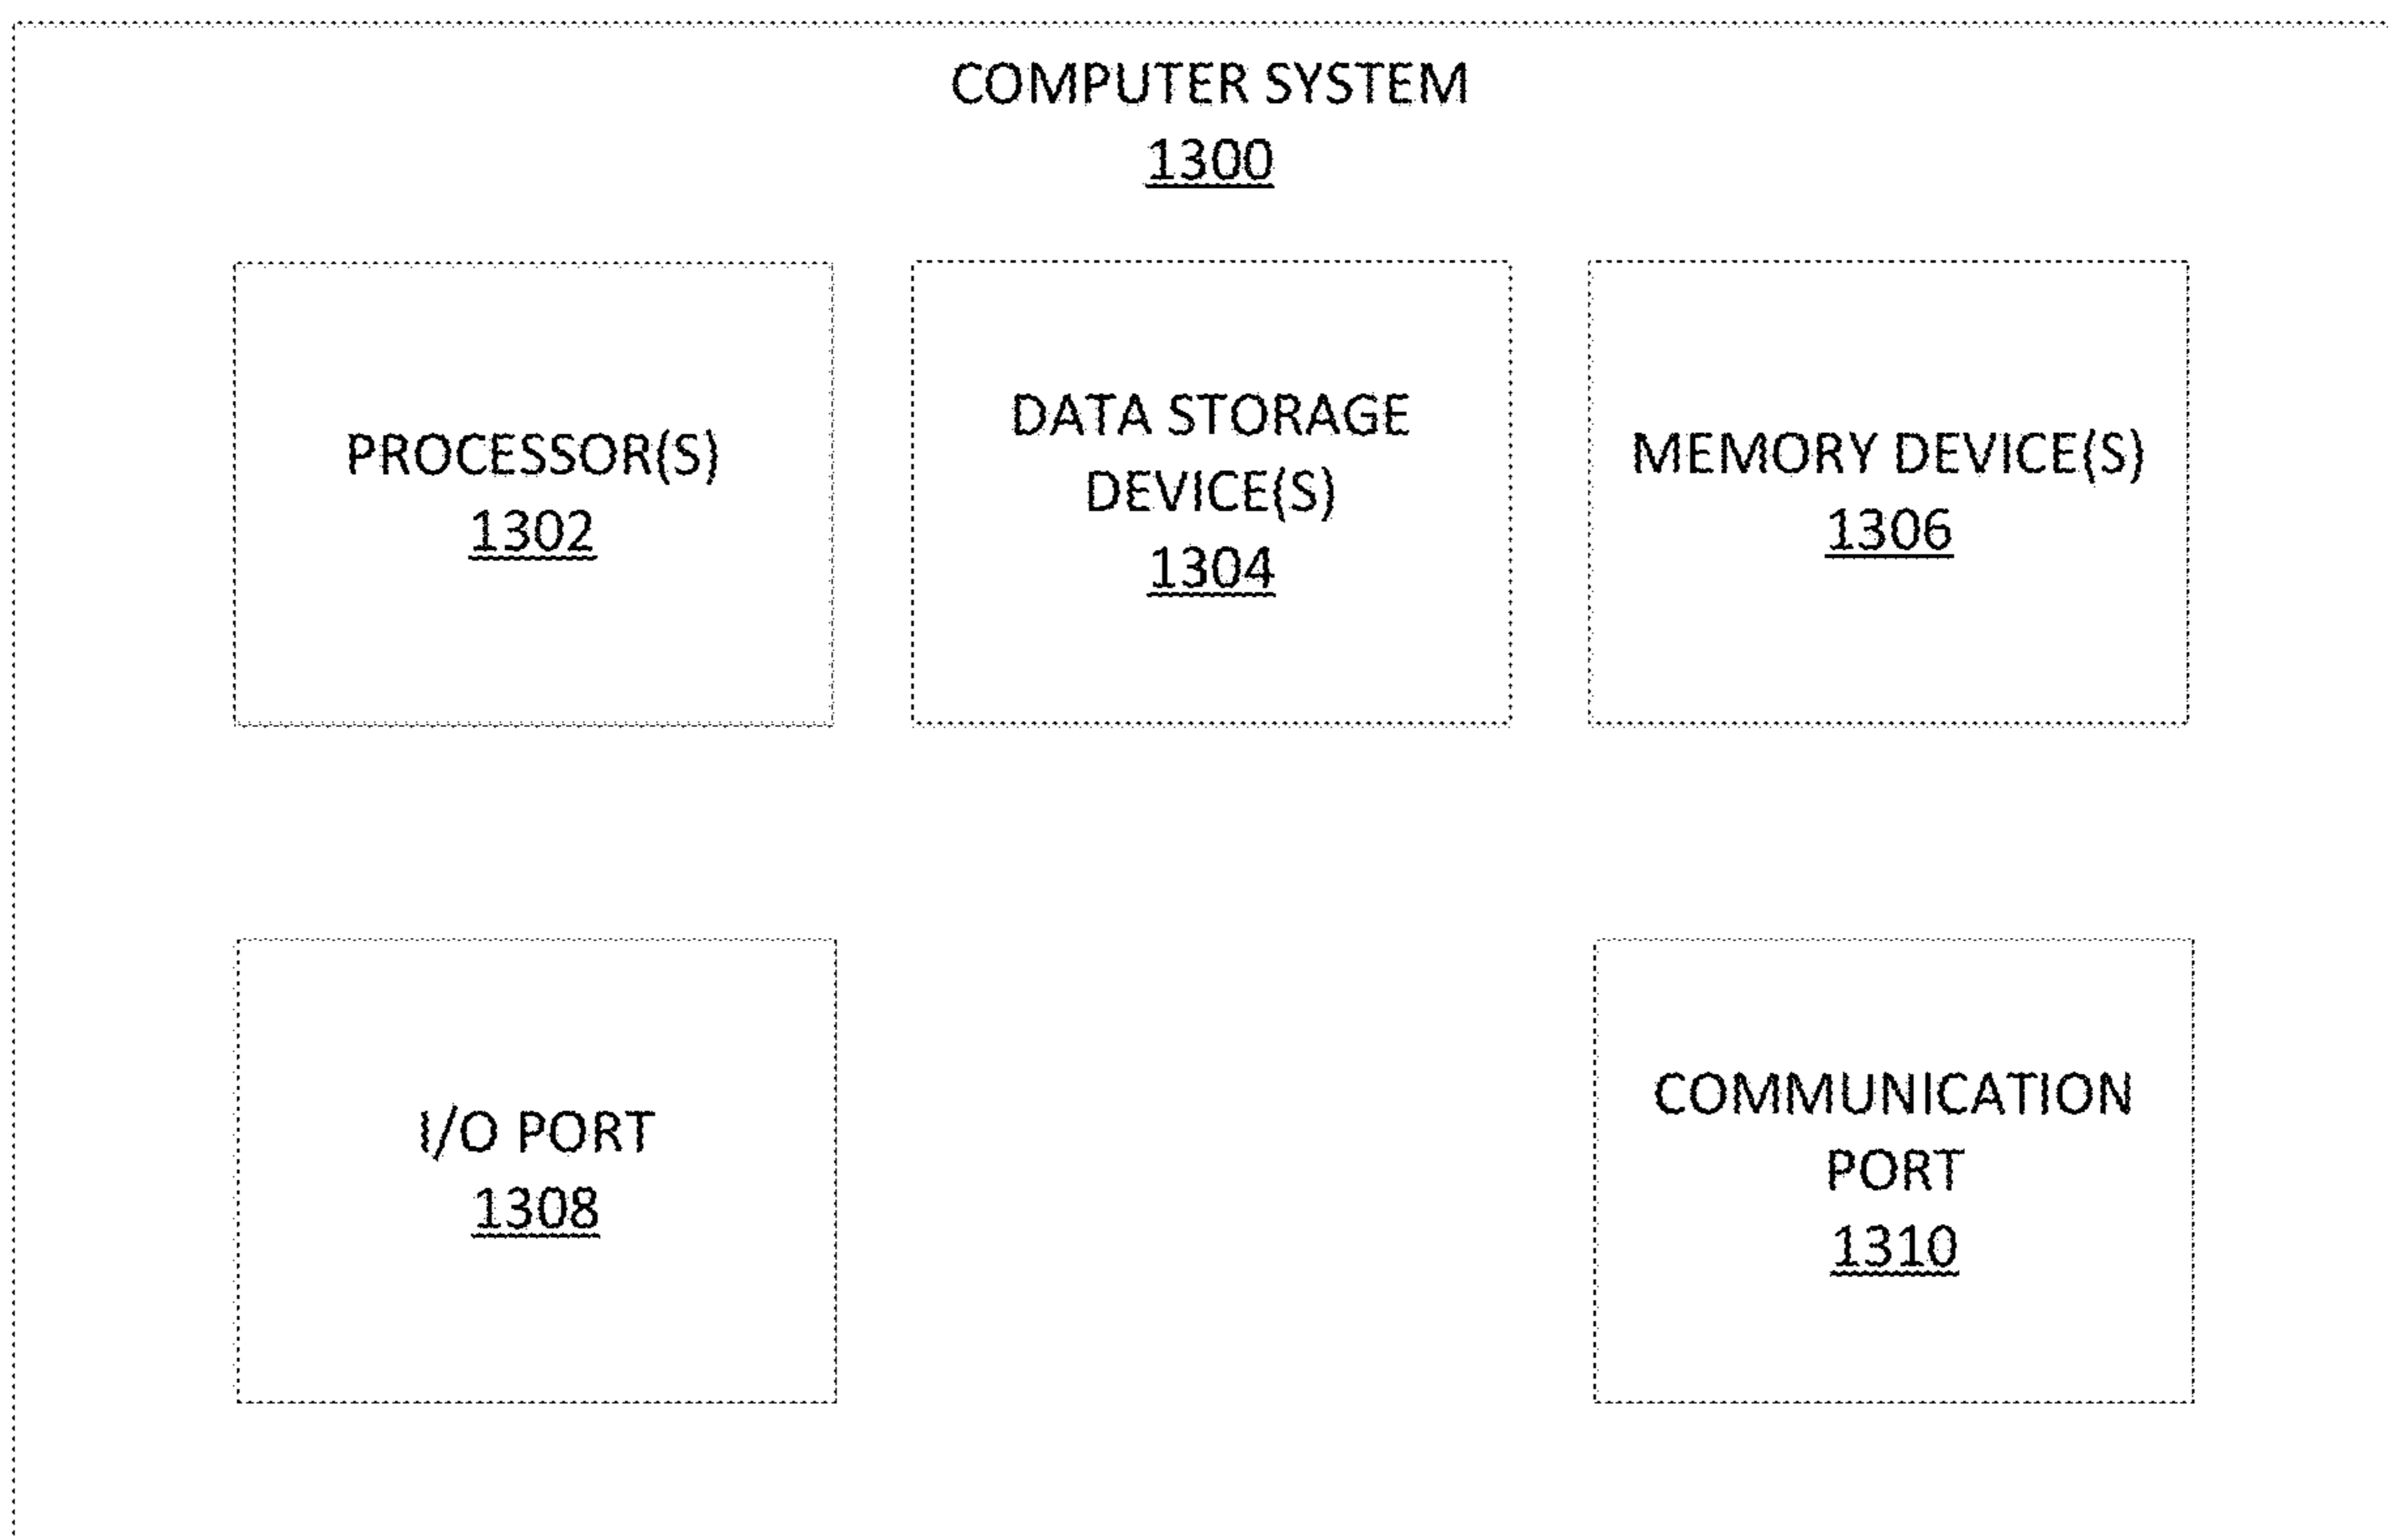 COMPUTER SYSTEM
1300
PROCESSOR(S)
1302
DATA STORAGE
DEVICE(S)
1304
MEMORY DEVICE(S)
1306
I/O PORT
1308
COMMUNICATION
PORT
1310